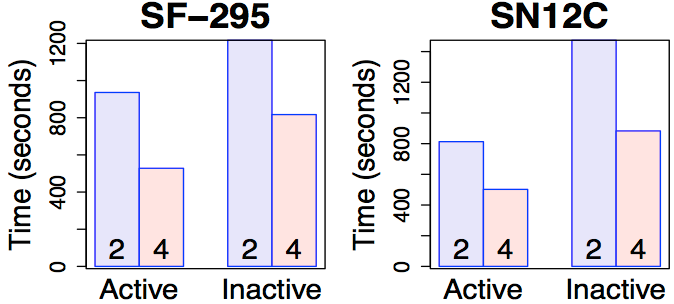 SF-295
SN12C
Time (seconds)
0
400
800
1200
2
4
2
4
Active
Inactive
Time (seconds)
0
400
800
1200
2
4
2
4
Active
Inactive